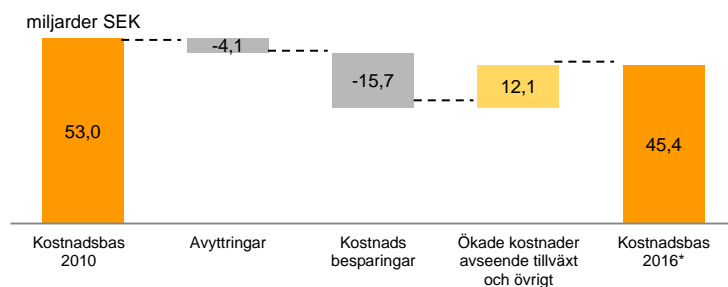 miljarder SEK
-4,1
-15,7
12,1
53,0
45,4
Kostnadsbas
2010
Avyttringar
Kostnads
besparingar
Ökade kostnader
avseende tillväxt
och övrigt
Kostnadsbas
2016*